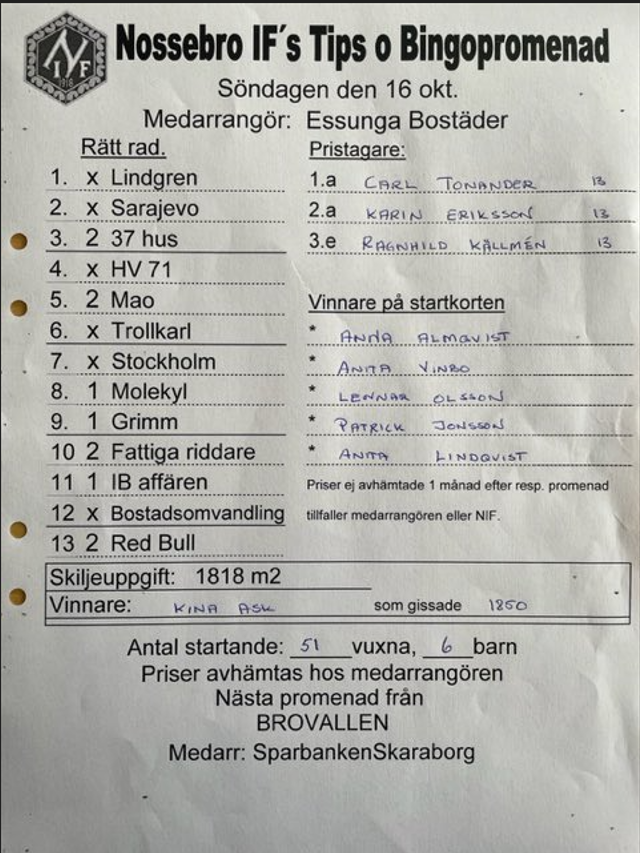 NIF
1918
Nossebro IF´s Tips o Bingopromenad
Söndagen den 16 okt.
Medarrangör: Essunga Bostäder
Rätt rad.
1. x Lindgren
2. x Sarajevo
3. 2 37 hus
4. x HV 71
5. 2 Mao
6. x Trollkarl
7. x Stockholm
8. 1 Molekyl
9. 1 Grimm
10 2 Fattiga riddare
11 1 IB affären
12 x Bostadsomvandling
13 2 Red Bull
Pristagare:
1.a CARL TONANDER 13
2.a KARIN ERIKSSON 13
3.e RAGNHILD KÄLLMÉN 13
Vinnare på startkorten
* ANNA ALMQVIST
* ANITA VINBO
* LENNAR OLSSON
* PATRICK JONSSON
* ANITA LINDQVIST
Priser ej avhämtade 1 månad efter resp. promenad
tillfaller medarrangören eller NIF.
Skiljeuppgift: 1818 m2
Vinnare: KINA ASK som gissade 1850
Antal startande: 51 vuxna, 6 barn
Priser avhämtas hos medarrangören
Nästa promenad från
BROVALLEN
Medarr: SparbankenSkaraborg